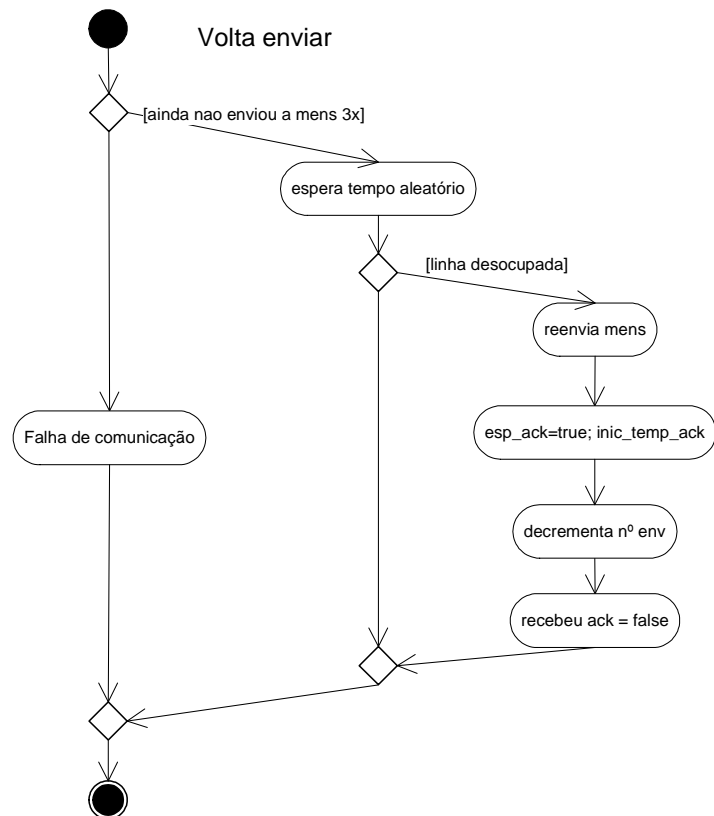 Volta enviar
[ainda nao enviou a mens 3x]
espera tempo aleatório
[linha desocupada]
reenvia mens
Falha de comunicação
esp_ack=true; inic_temp_ack
decrementa nº env
recebeu ack = false